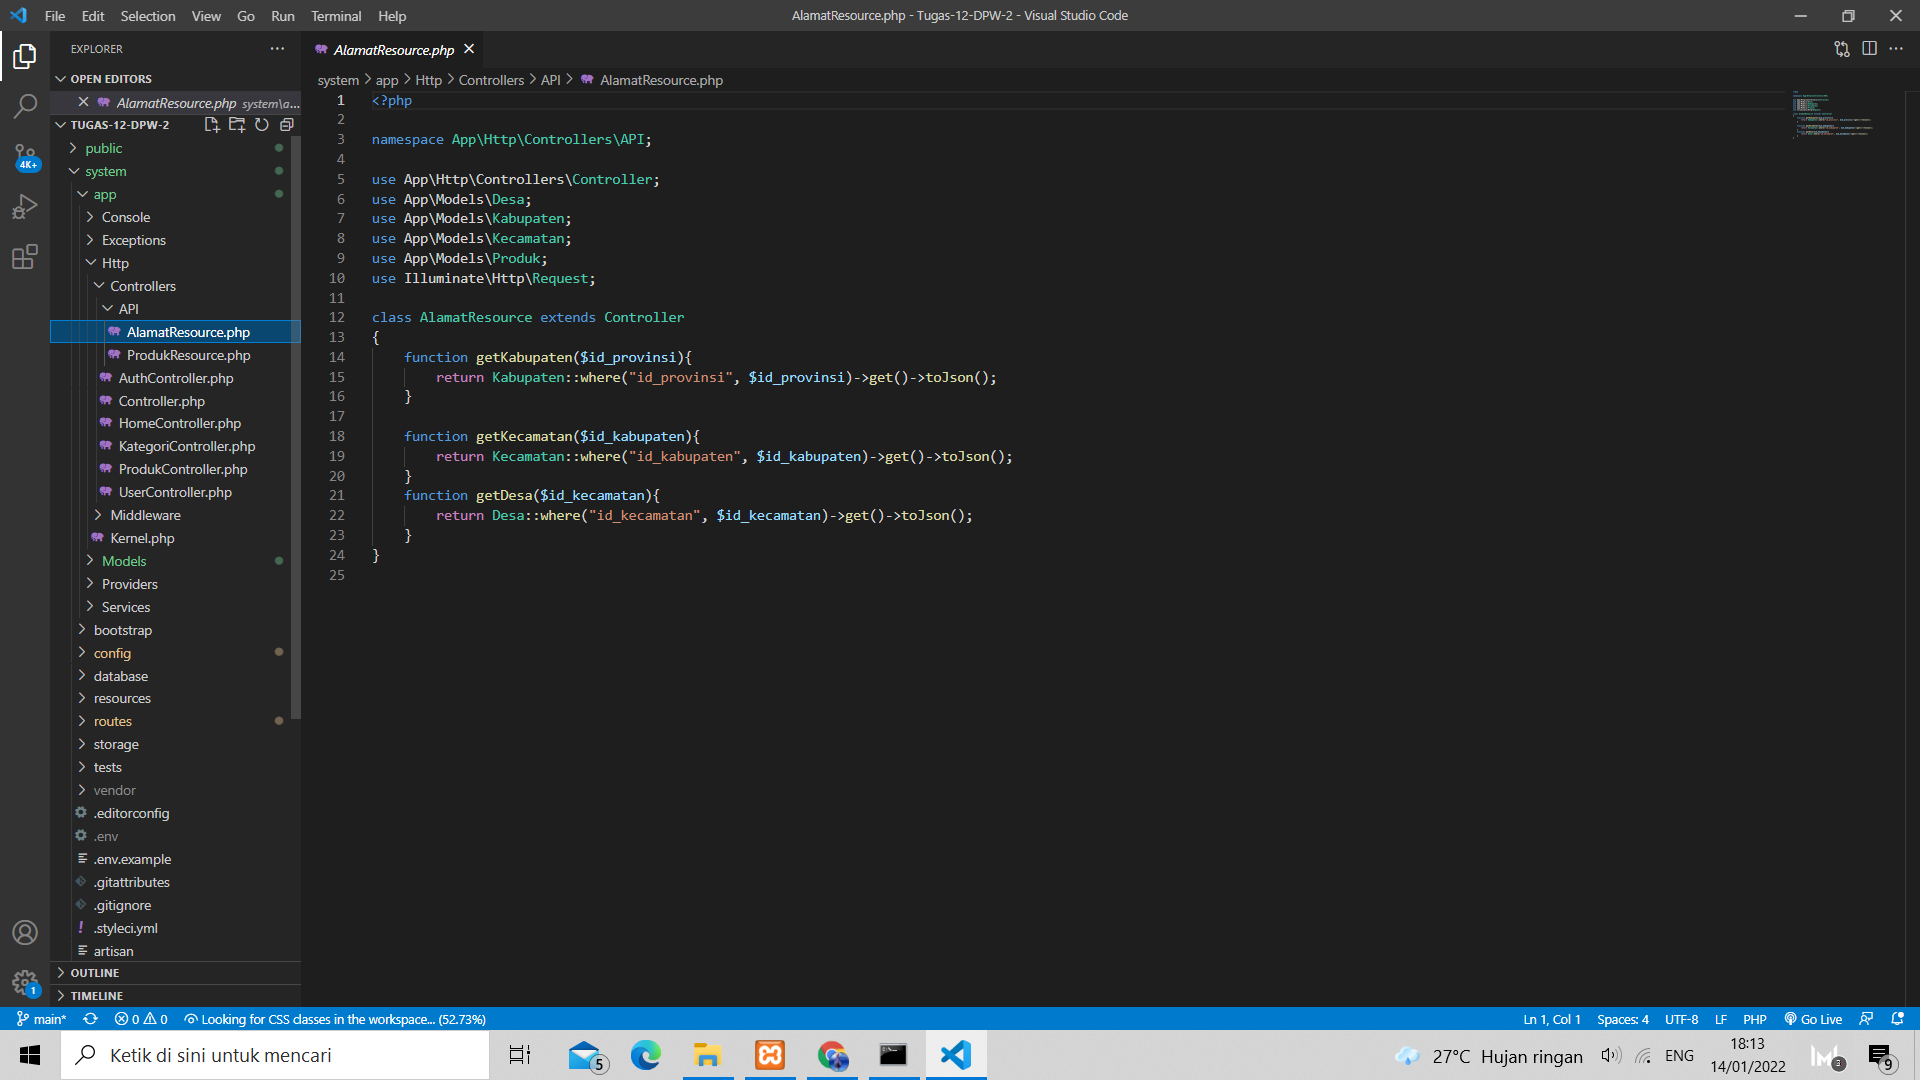 File Edit Selection View Go Run Terminal Help
AlamatResource.php - Tugas-12-DPW-2 - Visual Studio Code
EXPLORER
OPEN EDITORS
AlamatResource.php system\a...
TUGAS-12-DPW-2
public
system
app
Console
Exceptions
Http
Controllers
API
AlamatResource.php
ProdukResource.php
AuthController.php
Controller.php
HomeController.php
KategoriController.php
ProdukController.php
UserController.php
Middleware
Kernel.php
Models
Providers
Services
bootstrap
config
database
resources
routes
storage
tests
vendor
.editorconfig
.env
.env.example
.gitattributes
.gitignore
.styleci.yml
artisan
OUTLINE
TIMELINE
4K+
1
AlamatResource.php
system > app > Http > Controllers > API > AlamatResource.php
1 <?php
2
3 namespace App\Http\Controllers\API;
4
5 use App\Http\Controllers\Controller;
6 use App\Models\Desa;
7 use App\Models\Kabupaten;
8 use App\Models\Kecamatan;
9 use App\Models\Produk;
10 use Illuminate\Http\Request;
11
12 class AlamatResource extends Controller
13 {
14     function getKabupaten($id_provinsi){
15         return Kabupaten::where("id_provinsi", $id_provinsi)->get()->toJson();
16     }
17
18     function getKecamatan($id_kabupaten){
19         return Kecamatan::where("id_kabupaten", $id_kabupaten)->get()->toJson();
20     }
21     function getDesa($id_kecamatan){
22         return Desa::where("id_kecamatan", $id_kecamatan)->get()->toJson();
23     }
24 }
25
main* 0 0 Looking for CSS classes in the workspace... (52.73%)
Ln 1, Col 1 Spaces: 4 UTF-8 LF PHP Go Live
Ketik di sini untuk mencari
5
27°C Hujan ringan
ENG
18:13
14/01/2022
3
9